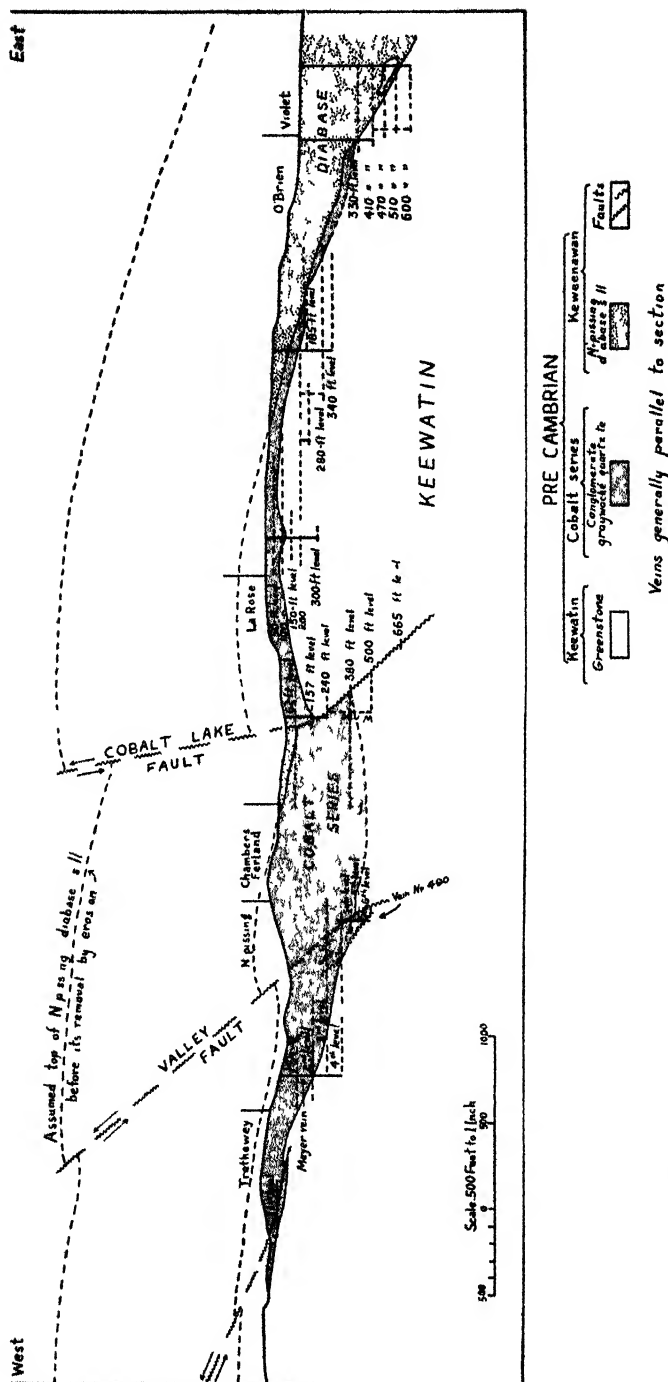 West
East
Assumed top of Nipissing diabase sill
before its removal by erosion
VALLEY
FAULT
COBALT LAKE
FAULT
Trethewey
Nipissing
Chambers
Ferland
La Rose
O'Brien
Violet
Meyer vein
4th level
Vein No 490
COBALT
SERIES
157 ft level
240 ft level
380 ft level
500 ft level
665 ft
150-ft level
200
300-ft level
280-ft level
340 ft level
185-ft level
DIABASE
330-ft level
410 " "
470 " "
510 " "
600 " "
KEEWATIN
Scale. 500 Feet to 1 Inch
500 0 500 1000
PRE CAMBRIAN
Keewatin Cobalt series Keweenawan
Greenstone
Conglomerate
graywacke quartzite
Nipissing
diabase sill
Faults
Veins generally parallel to section